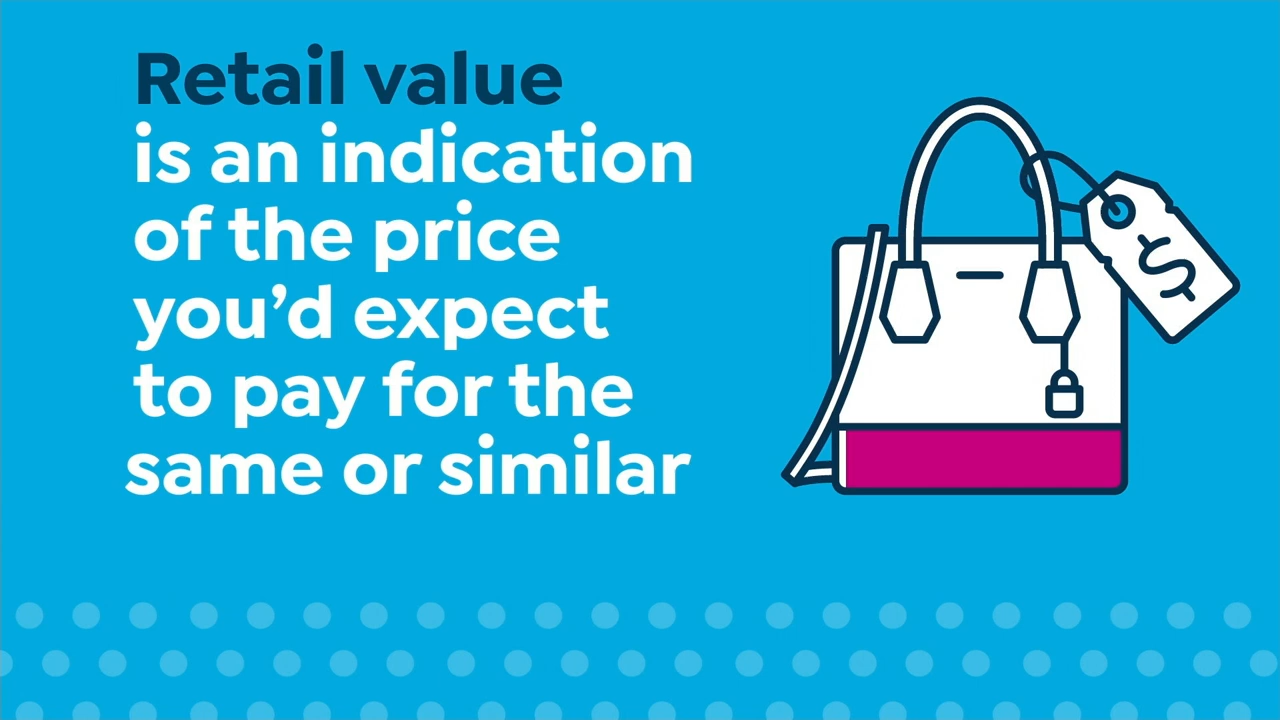 Retail value
is an indication
of the price
you’d expect
to pay for the
same or similar
$